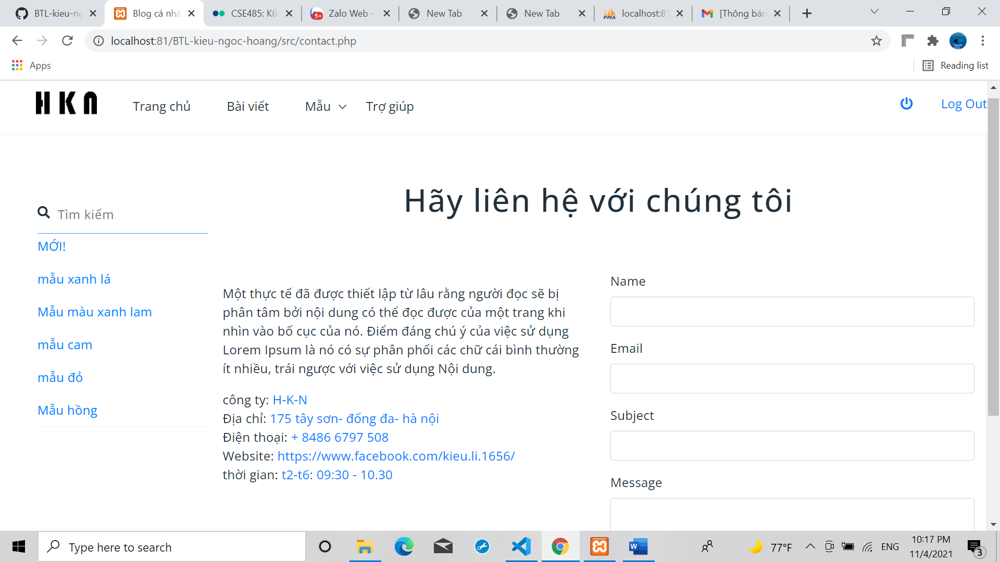 BTL-kieu-ng
Blog cá nhâ
CSE485: K6
Zalo Web -
New Tab
New Tab
localhost:81
[Thông báo
localhost:81/BTL-kieu-ngoc-hoang/src/contact.php
Apps
Reading list
HKN
Trang chủ
Bài viết
Mẫu
Trợ giúp
Log Out
Hãy liên hệ với chúng tôi
Tìm kiếm
MỚI!
mẫu xanh lá
Mẫu màu xanh lam
mẫu cam
mẫu đỏ
Mẫu hồng
Một thực tế đã được thiết lập từ lâu rằng người đọc sẽ bị
phân tâm bởi nội dung có thể đọc được của một trang khi
nhìn vào bố cục của nó. Điểm đáng chú ý của việc sử dụng
Lorem Ipsum là nó có sự phân phối các chữ cái bình thường
ít nhiều, trái ngược với việc sử dụng Nội dung.
công ty: H-K-N
Địa chỉ: 175 tây sơn- đống đa- hà nội
Điện thoại: + 8486 6797 508
Website: https://www.facebook.com/kieu.li.1656/
thời gian: t2-t6: 09:30 - 10.30
Name
Email
Subject
Message
Type here to search
77°F
ENG
10:17 PM
11/4/2021
3